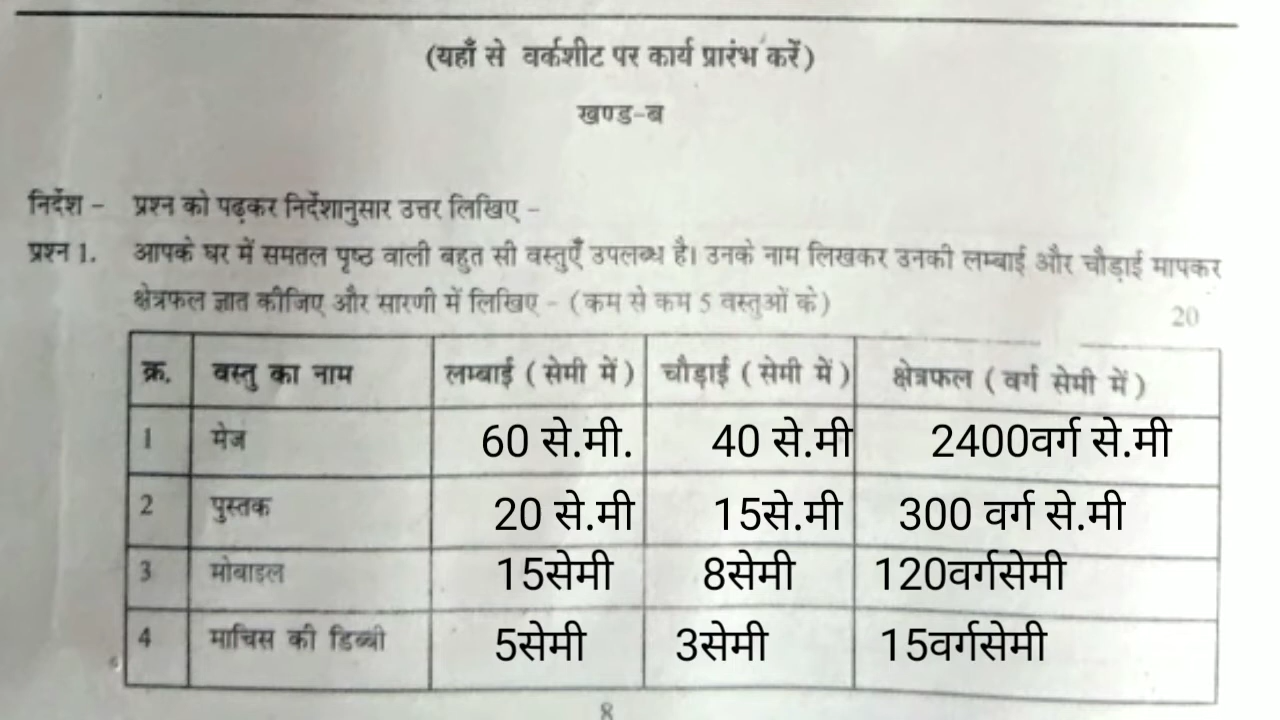 (यहाँ से वर्कशीट पर कार्य प्रारंभ करें)
खण्ड-ब
निर्देश - प्रश्न को पढ़कर निर्देशानुसार उत्तर लिखिए -
प्रश्न 1. आपके घर में समतल पृष्ठ वाली बहुत सी वस्तुएँ उपलब्ध है। उनके नाम लिखकर उनकी लम्बाई और चौड़ाई मापकर
क्षेत्रफल ज्ञात कीजिए और सारणी में लिखिए - (कम से कम 5 वस्तुओं के) 20
क्र. वस्तु का नाम लम्बाई ( सेमी में ) चौड़ाई ( सेमी में ) क्षेत्रफल ( वर्ग सेमी में )
1 मेज 60 से.मी. 40 से.मी 2400वर्ग से.मी
2 पुस्तक 20 से.मी 15से.मी 300 वर्ग से.मी
3 मोबाइल 15सेमी 8सेमी 120वर्गसेमी
4 माचिस की डिब्बी 5सेमी 3सेमी 15वर्गसेमी
8